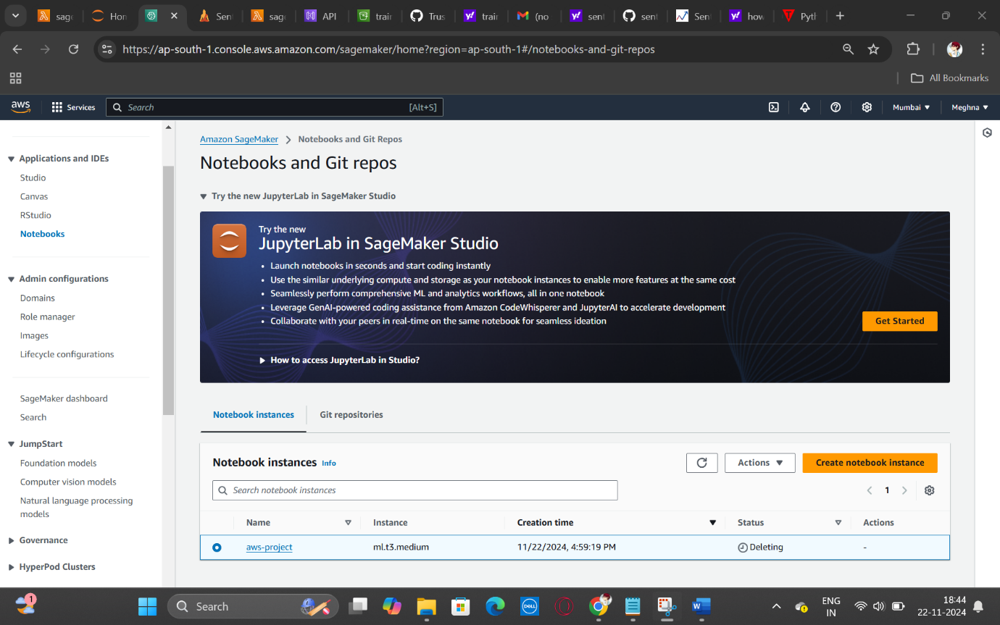 sage
Hon
Sent
sage
API
train
Trus
train
(no
sent
sent
Sent
how
Pyth
https://ap-south-1.console.aws.amazon.com/sagemaker/home?region=ap-south-1#/notebooks-and-git-repos
All Bookmarks
aws
Services
Search
[Alt+S]
Mumbai
Meghna
Applications and IDEs
Studio
Canvas
RStudio
Notebooks
Admin configurations
Domains
Role manager
Images
Lifecycle configurations
SageMaker dashboard
Search
JumpStart
Foundation models
Computer vision models
Natural language processing
models
Governance
HyperPod Clusters
Amazon SageMaker > Notebooks and Git Repos
Notebooks and Git repos
Try the new JupyterLab in SageMaker Studio
Try the new
JupyterLab in SageMaker Studio
• Launch notebooks in seconds and start coding instantly
• Use the similar underlying compute and storage as your notebook instances to enable more features at the same cost
• Seamlessly perform comprehensive ML and analytics workflows, all in one notebook
• Leverage GenAI-powered coding assistance from Amazon CodeWhisperer and JupyterAI to accelerate development
• Collaborate with your peers in real-time on the same notebook for seamless ideation
Get Started
How to access JupyterLab in Studio?
Notebook instances
Git repositories
Notebook instances Info
Actions
Create notebook instance
Search notebook instances
1
Name Instance Creation time Status Actions
aws-project ml.t3.medium 11/22/2024, 4:59:19 PM Deleting -
1
Search
DELL
ENG
IN
18:44
22-11-2024